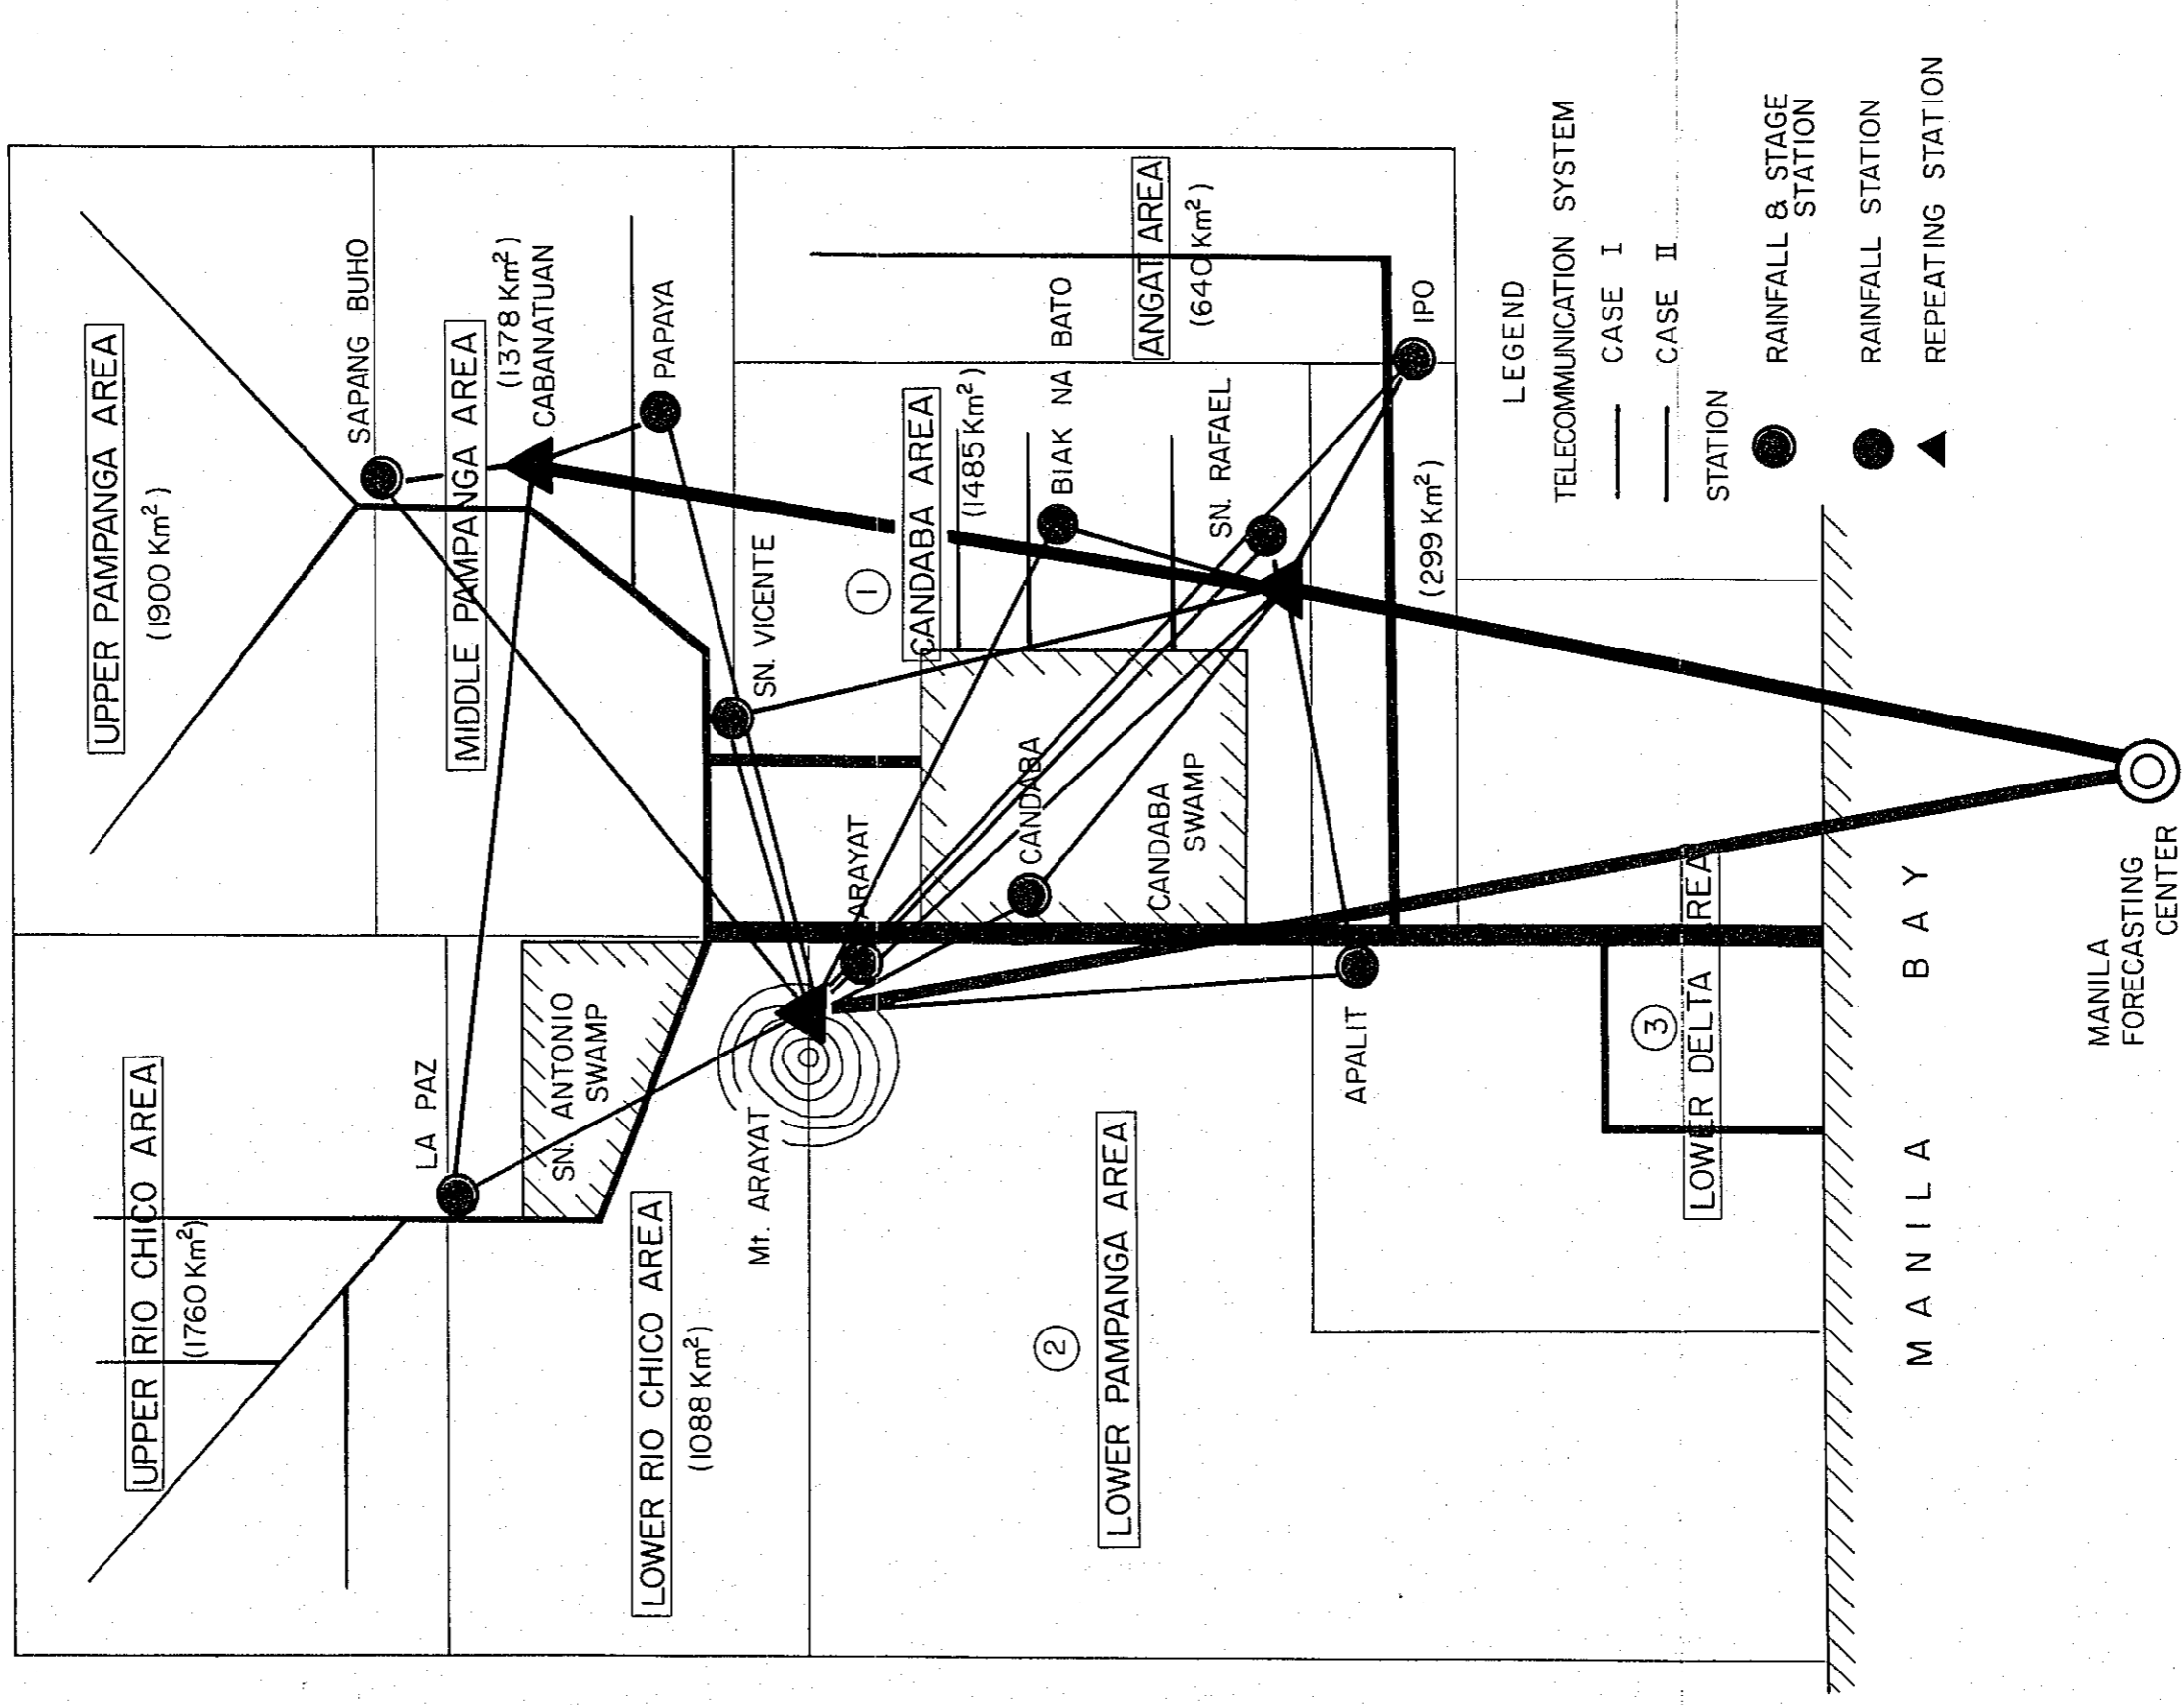 UPPER RIO CHICO AREA
(1760 Km²)
UPPER PAMPANGA AREA
(1900 Km²)
SAPANG BUHO
LA PAZ
MIDDLE PAMPANGA AREA
(1378 Km²)
CABANATUAN
SN. ANTONIO
SWAMP
PAPAYA
LOWER RIO CHICO AREA
(1088 Km²)
SN. VICENTE
Mt. ARAYAT
ARAYAT
1
CANDABA AREA
(1485 Km²)
BIAK NA BATO
ANGAT AREA
(640 Km²)
CANDABA
2
LOWER PAMPANGA AREA
CANDABA
SWAMP
SN. RAFAEL
APALIT
IPO
(299 Km²)
3
LOWER DELTA AREA
LEGEND
TELECOMMUNICATION SYSTEM
CASE I
CASE II
STATION
RAINFALL & STAGE
STATION
RAINFALL STATION
REPEATING STATION
MANILA BAY
MANILA
FORECASTING
CENTER